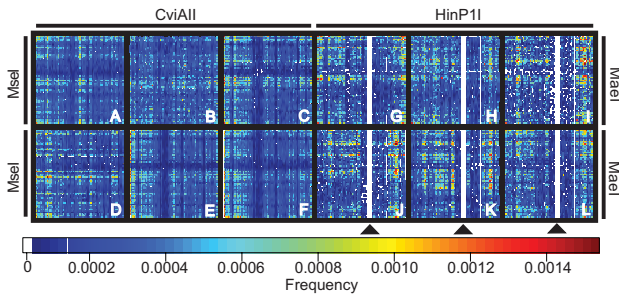 CviAII HinP1I
MseI MaeI
A B C G H I
MseI MaeI
D E F J K L
0 0.0002 0.0004 0.0006 0.0008 0.0010 0.0012 0.0014
Frequency